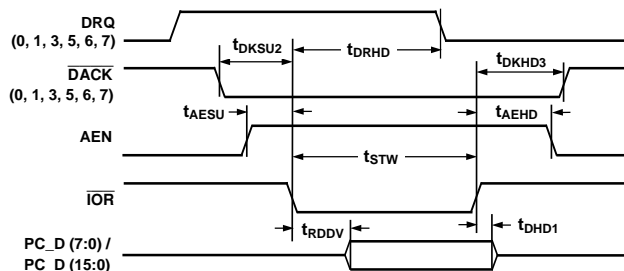 DRQ
(0, 1, 3, 5, 6, 7)
tDKSU2
tDRHD
DACK
(0, 1, 3, 5, 6, 7)
tDKHD3
tAESU
tAEHD
AEN
tSTW
IOR
tRDDV
tDHD1
PC_D (7:0) /
PC_D (15:0)